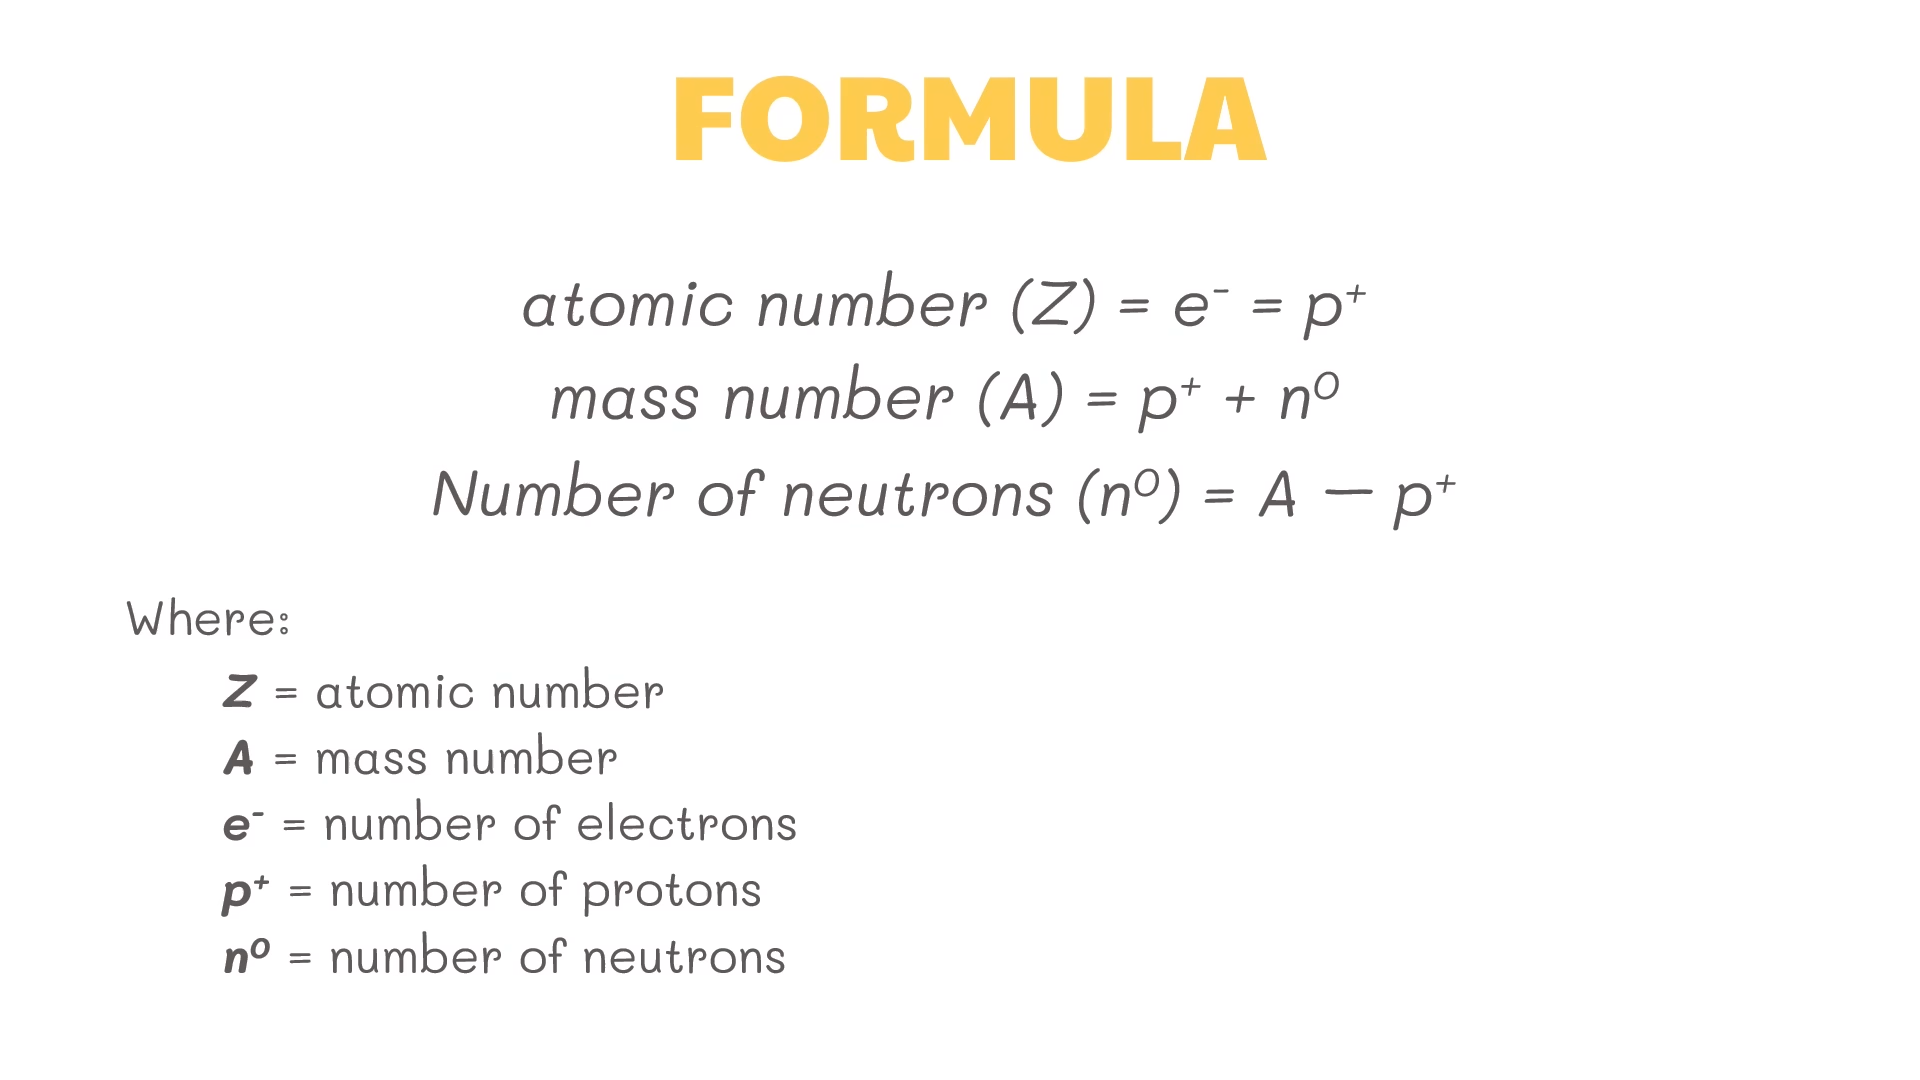 FORMULA
atomic number (Z) = e⁻ = p⁺
mass number (A) = p⁺ + n⁰
Number of neutrons (n⁰) = A — p⁺
Where:
Z = atomic number
A = mass number
e⁻ = number of electrons
p⁺ = number of protons
n⁰ = number of neutrons